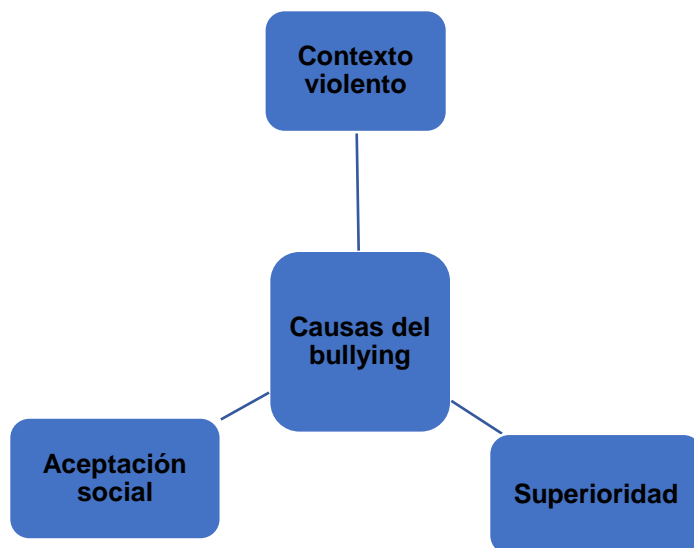 Contexto
violento
Causas del
bullying
Aceptación
social
Superioridad